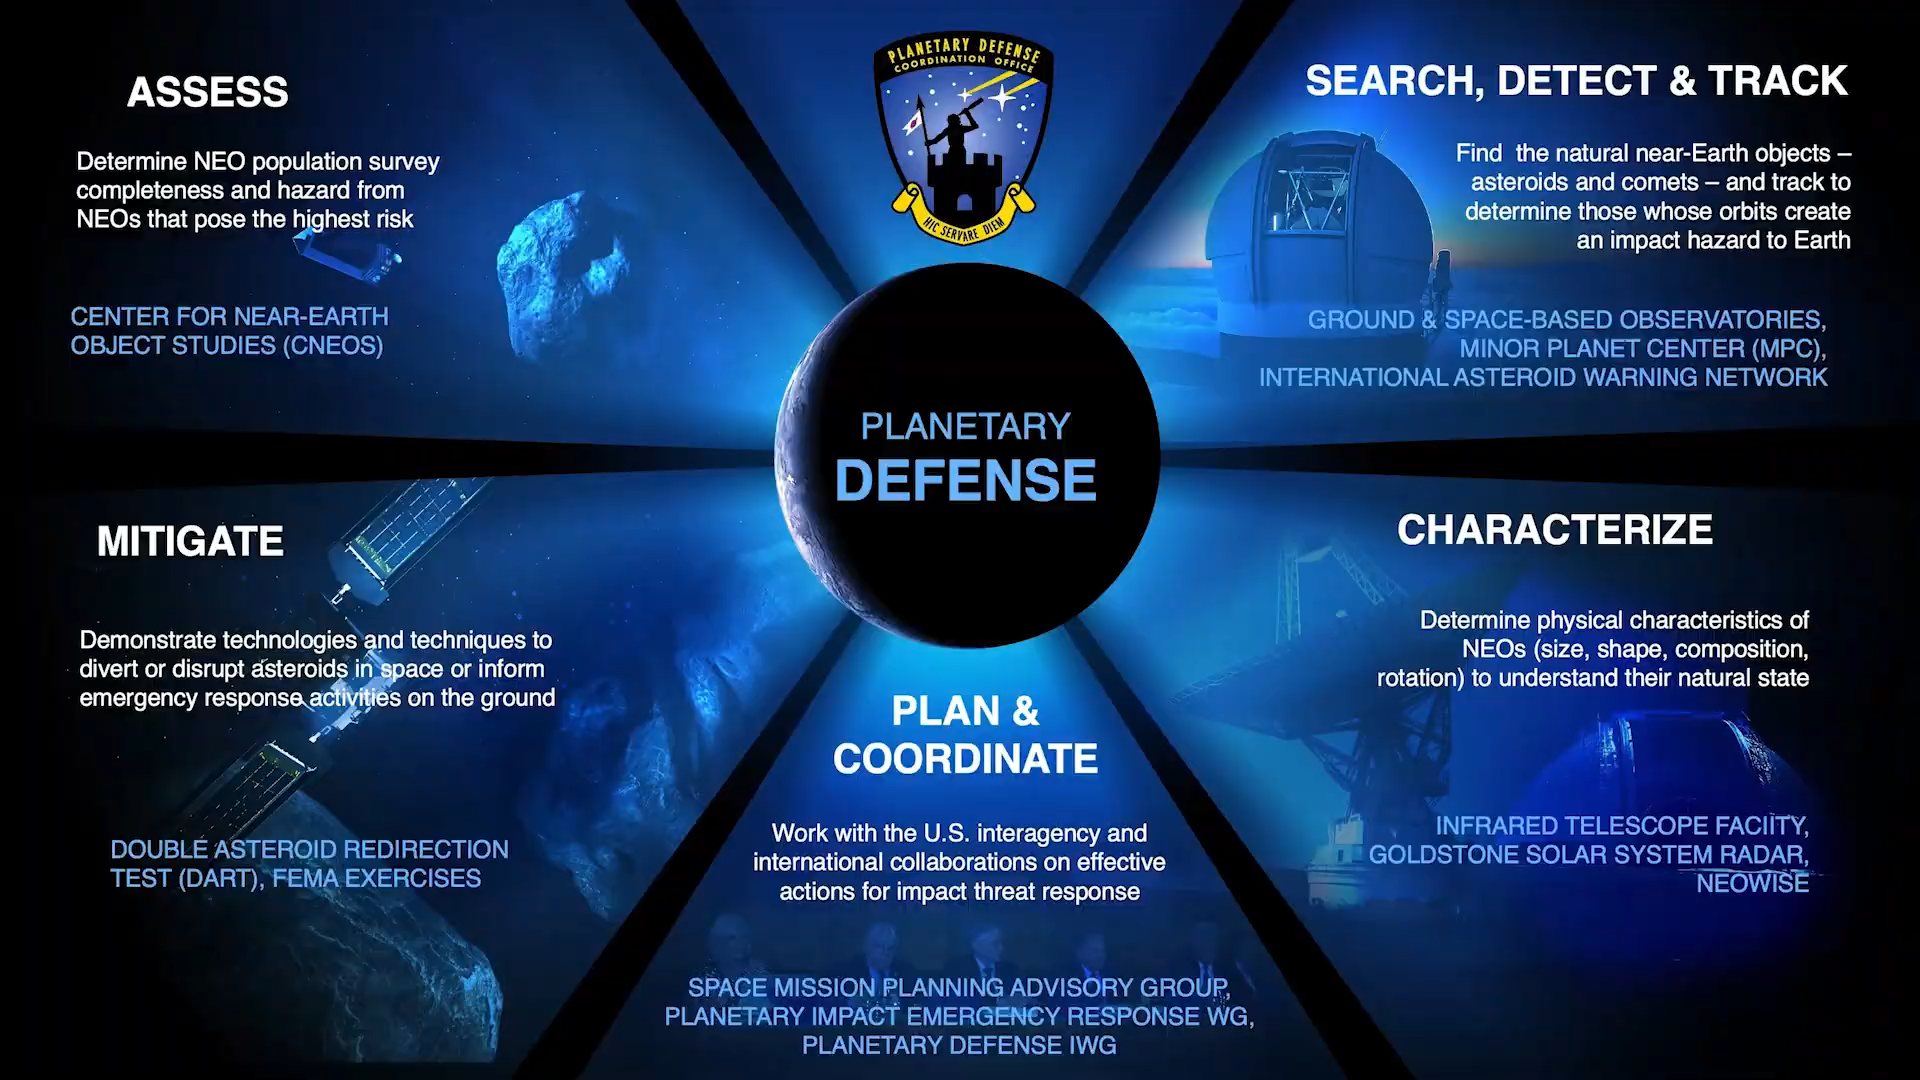 PLANETARY DEFENSE
COORDINATION OFFICE
HIC SERVARE DIEM
ASSESS
Determine NEO population survey
completeness and hazard from
NEOs that pose the highest risk
CENTER FOR NEAR-EARTH
OBJECT STUDIES (CNEOS)
SEARCH, DETECT & TRACK
Find the natural near-Earth objects –
asteroids and comets – and track to
determine those whose orbits create
an impact hazard to Earth
GROUND & SPACE-BASED OBSERVATORIES,
MINOR PLANET CENTER (MPC),
INTERNATIONAL ASTEROID WARNING NETWORK
PLANETARY
DEFENSE
MITIGATE
Demonstrate technologies and techniques to
divert or disrupt asteroids in space or inform
emergency response activities on the ground
DOUBLE ASTEROID REDIRECTION
TEST (DART), FEMA EXERCISES
PLAN &
COORDINATE
Work with the U.S. interagency and
international collaborations on effective
actions for impact threat response
SPACE MISSION PLANNING ADVISORY GROUP,
PLANETARY IMPACT EMERGENCY RESPONSE WG,
PLANETARY DEFENSE IWG
CHARACTERIZE
Determine physical characteristics of
NEOs (size, shape, composition,
rotation) to understand their natural state
INFRARED TELESCOPE FACIITY,
GOLDSTONE SOLAR SYSTEM RADAR,
NEOWISE